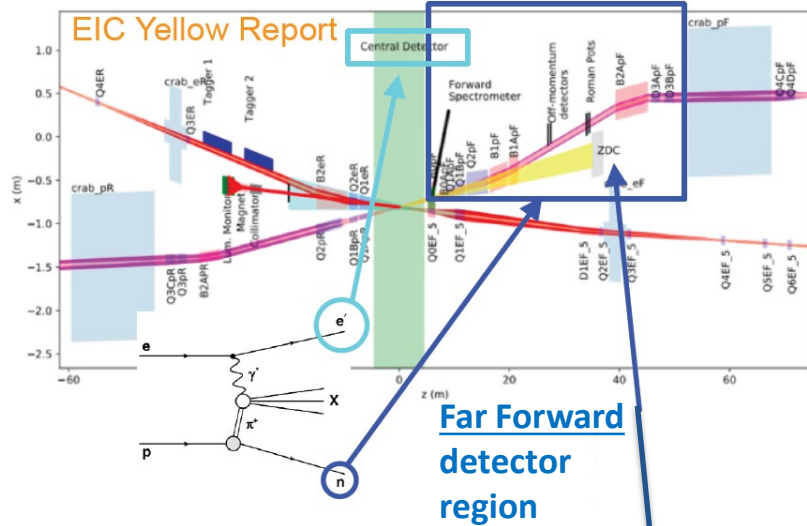 EIC Yellow Report
Central Detector
crab_pF
1.0
0.5
0.0
-0.5
-1.0
-1.5
-2.0
-2.5
x (m)
Q4ER
crab_eR
Q3ER
Tagger 1
Tagger 2
Forward
Spectrometer
Off-momentum
detectors
Roman Pots
B2ApF
Q3ApF
Q3BpF
Q4CpF
Q4DpF
crab_pR
Lum. Monitor
Magnet
Collimator
B2eR
Q2eR
Q1eR
Q1BpF
Q2pF
B1pF
B1ApF
ZDC
Q3CpR
Q3pR
B2APR
Q2pR
Q1BpR
Q0EF_5
Q1EF_5
D1EF_5
Q2EF_5
Q3EF_5
Q4EF_5
Q5EF_5
Q6EF_5
-60
0
20
40
60
z (m)
e
e′
γ*
X
π+
p
n
Far Forward
detector
region